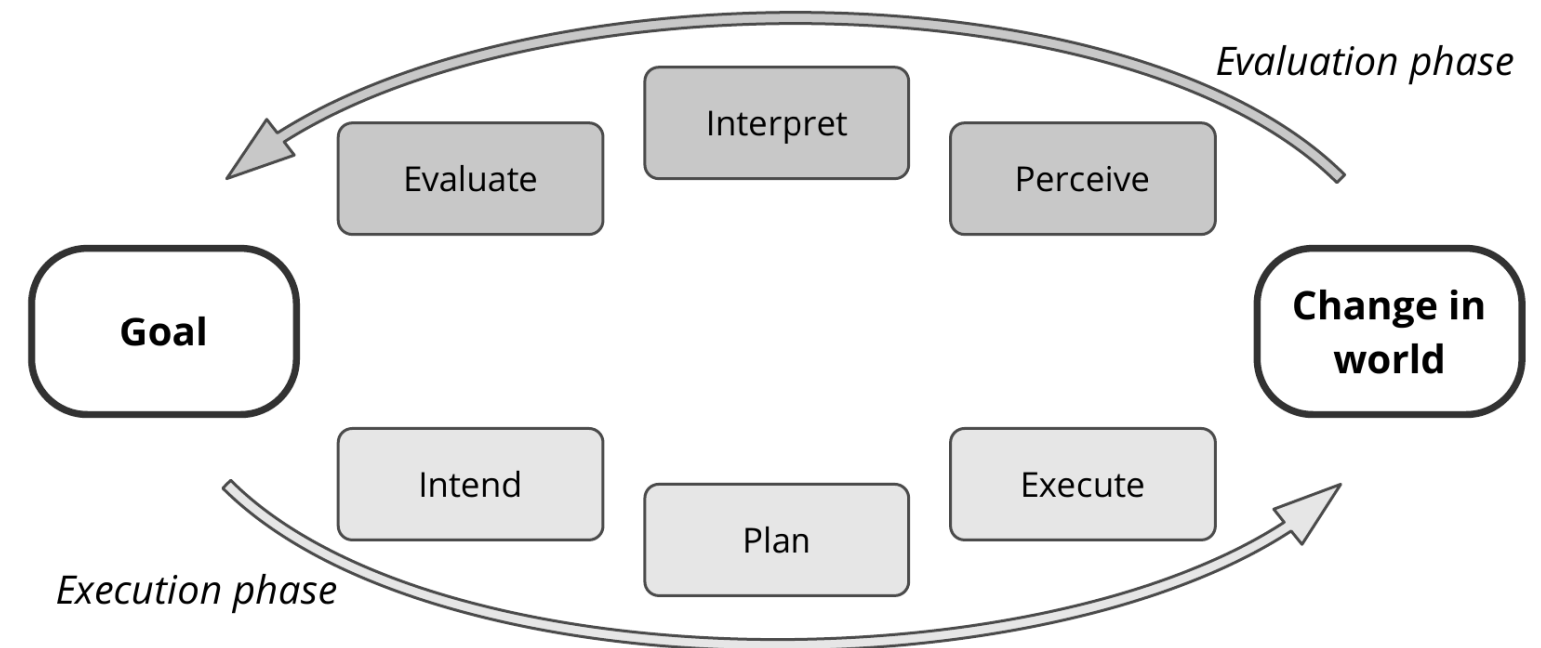 Evaluation phase
Interpret
Evaluate
Perceive
Goal
Change in
world
Intend
Execute
Plan
Execution phase